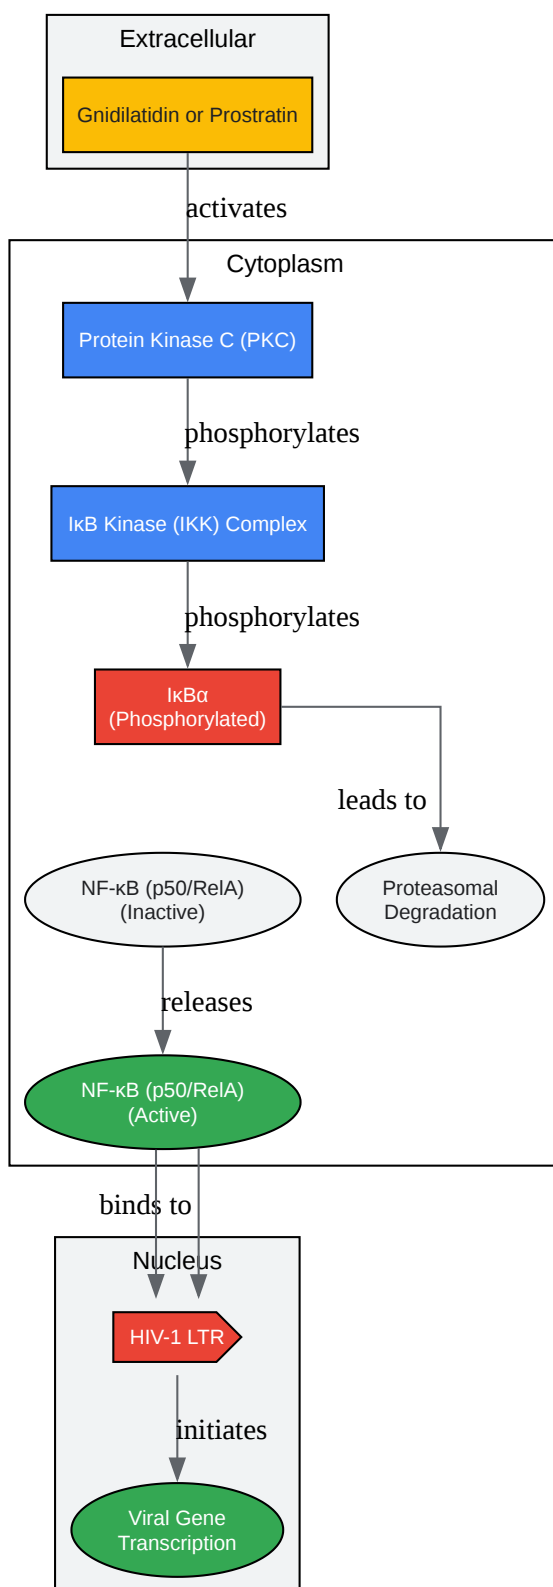 Extracellular
Gnidilatidin or Prostratin
activates
Cytoplasm
Protein Kinase C (PKC)
phosphorylates
IκB Kinase (IKK) Complex
phosphorylates
IκBα
(Phosphorylated)
leads to
NF-κB (p50/RelA)
(Inactive)
Proteasomal
Degradation
releases
NF-κB (p50/RelA)
(Active)
binds to
Nucleus
HIV-1 LTR
initiates
Viral Gene
Transcription